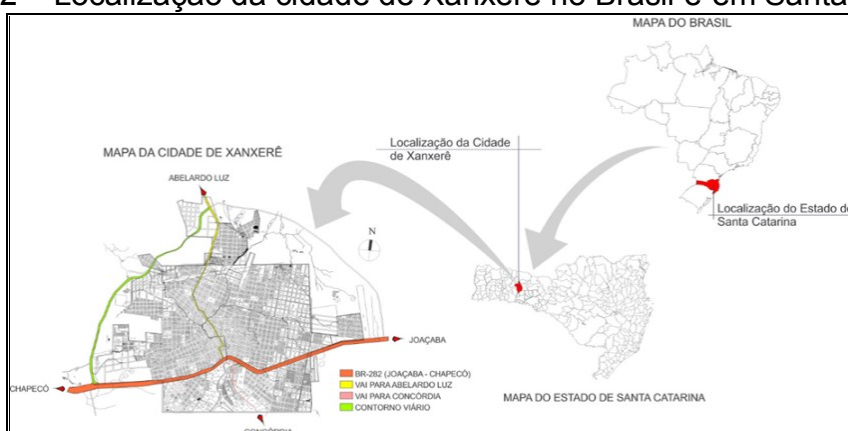 2 – Localização da cidade de Xanxerê no Brasil e em Santa
MAPA DO BRASIL
Localização da Cidade
de Xanxerê
MAPA DA CIDADE DE XANXERÊ
ABELARDO LUZ
N
Localização do Estado de
Santa Catarina
JOAÇABA
BR-282 (JOAÇABA - CHAPECÓ)
VAI PARA ABELARDO LUZ
VAI PARA CONCÓRDIA
CONTORNO VIÁRIO
CHAPECÓ
MAPA DO ESTADO DE SANTA CATARINA
CONCÓRDIA